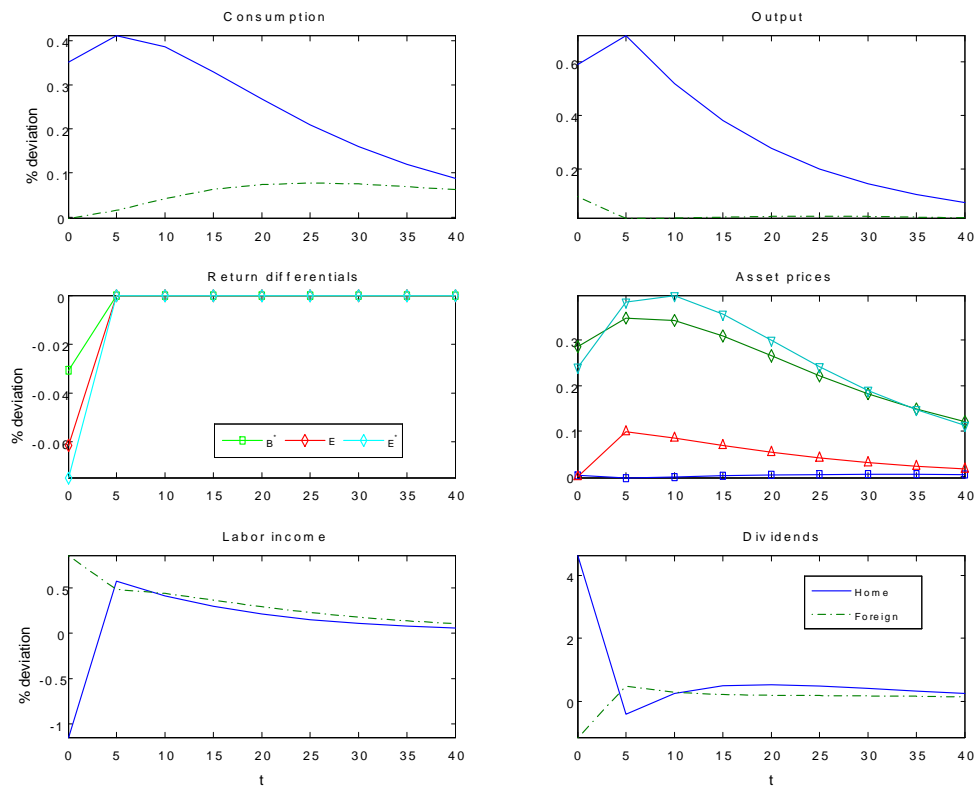 Consumption
% deviation
0.4
0.3
0.2
0.1
0
0 5 10 15 20 25 30 35 40
Output
0.6
0.4
0.2
0 5 10 15 20 25 30 35 40
Return differentials
% deviation
0
-0.02
-0.04
-0.06
B* E E*
0 5 10 15 20 25 30 35 40
Asset prices
0.3
0.2
0.1
0
0 5 10 15 20 25 30 35 40
Labor income
% deviation
0.5
0
-0.5
-1
0 5 10 15 20 25 30 35 40
t
Dividends
4
2
0
Home
Foreign
0 5 10 15 20 25 30 35 40
t